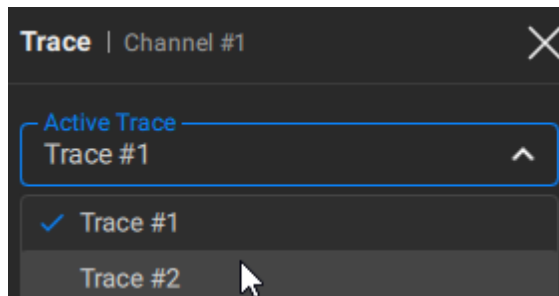 Trace | Channel #1
Active Trace
Trace #1
Trace #1
Trace #2